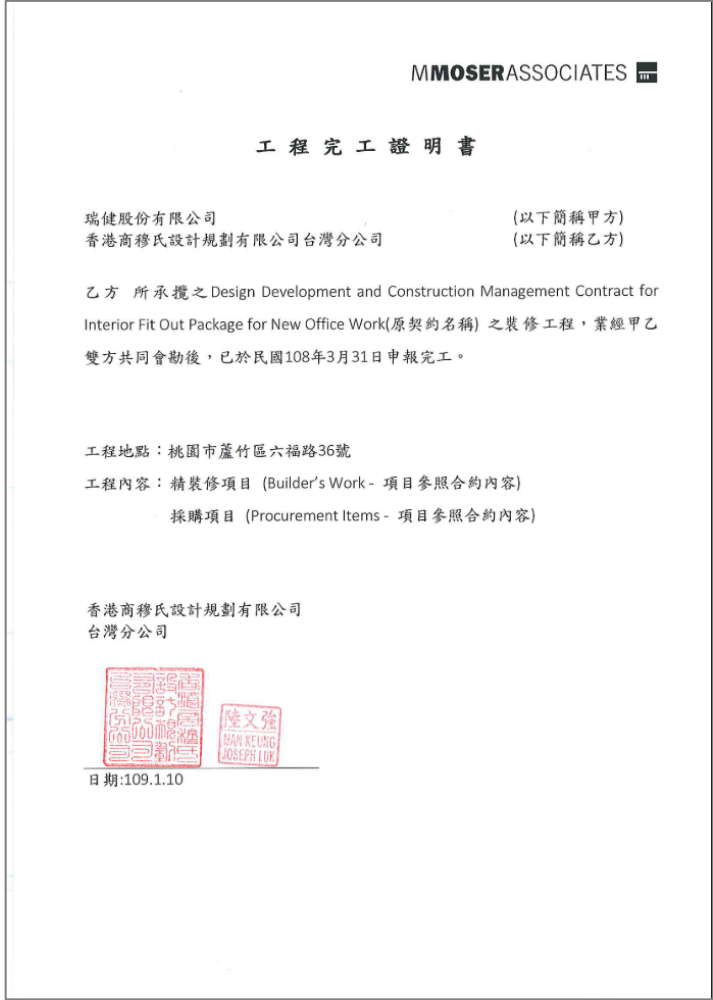 MMOSERASSOCIATES
工程完工證明書
瑞健股份有限公司 (以下簡稱甲方)
香港商穆氏設計規劃有限公司台灣分公司 (以下簡稱乙方)
乙方 所承攬之Design Development and Construction Management Contract for
Interior Fit Out Package for New Office Work(原契約名稱) 之裝修工程，業經甲乙
雙方共同會勘後，已於民國108年3月31日申報完工。
工程地點：桃園市蘆竹區六福路36號
工程內容：精裝修項目 (Builder's Work - 項目參照合約內容)
採購項目 (Procurement Items - 項目參照合約內容)
香港商穆氏設計規劃有限公司
台灣分公司
陸文強
NAN KEUNG
JOSEPH LUK
日期:109.1.10